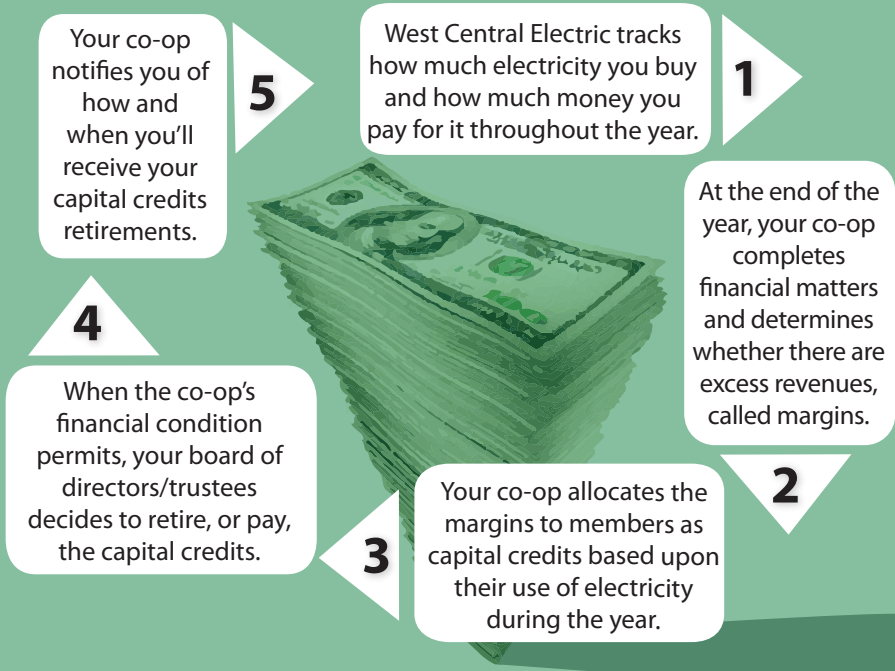 West Central Electric tracks
how much electricity you buy
and how much money you
pay for it throughout the year.
1
At the end of the
year, your co-op
completes
financial matters
and determines
whether there are
excess revenues,
called margins.
2
Your co-op allocates the
margins to members as
capital credits based upon
their use of electricity
during the year.
3
When the co-op’s
financial condition
permits, your board of
directors/trustees
decides to retire, or pay,
the capital credits.
4
Your co-op
notifies you of
how and
when you’ll
receive your
capital credits
retirements.
5